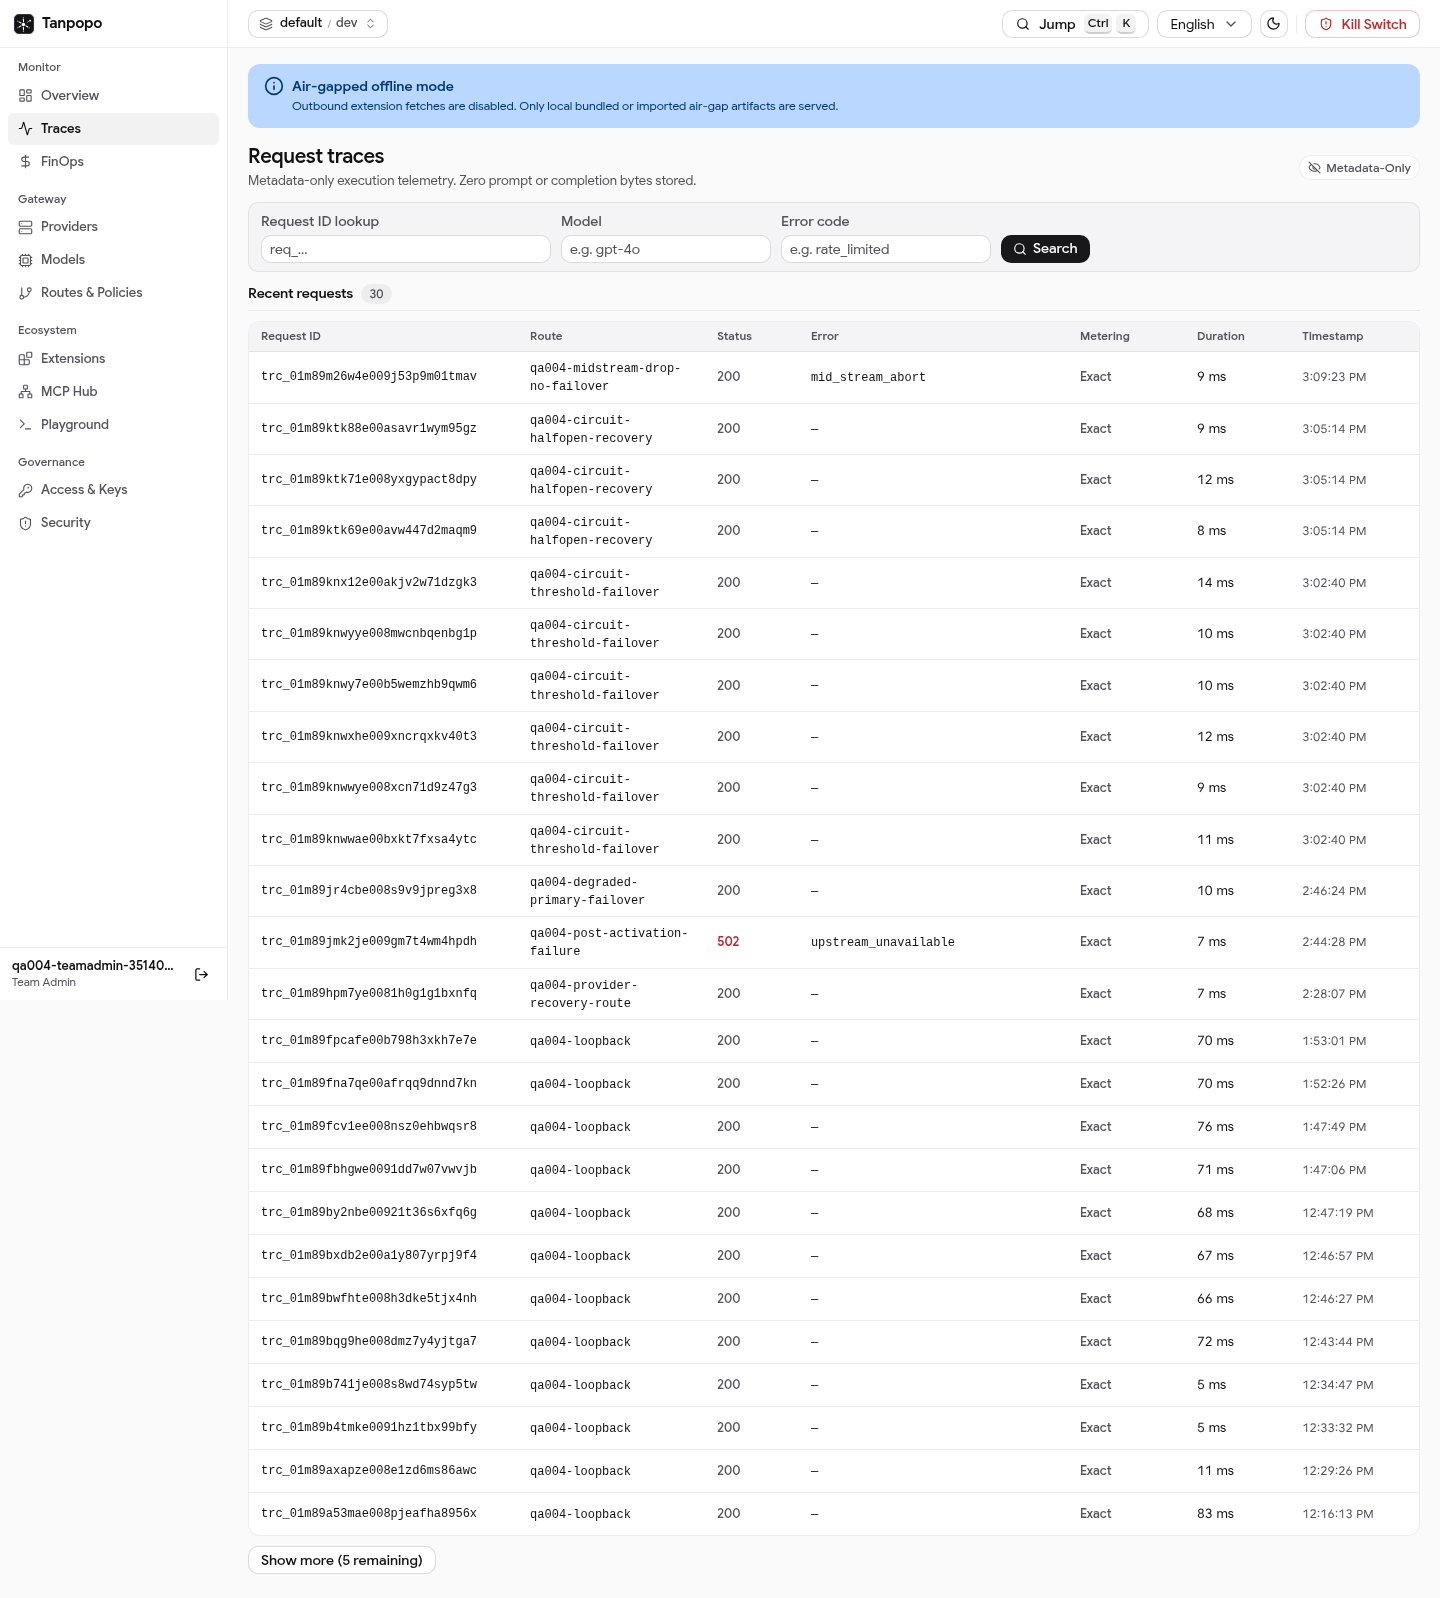 Tanpopo
default / dev
Jump Ctrl K
English
Kill Switch
Monitor
Overview
Traces
FinOps
Gateway
Providers
Models
Routes & Policies
Ecosystem
Extensions
MCP Hub
Playground
Governance
Access & Keys
Security
qa004-teamadmin-35140...
Team Admin
Air-gapped offline mode
Outbound extension fetches are disabled. Only local bundled or imported air-gap artifacts are served.
Request traces
Metadata-only execution telemetry. Zero prompt or completion bytes stored.
Metadata-Only
Request ID lookup Model Error code
req_... e.g. gpt-4o e.g. rate_limited Search
Recent requests 30
Request ID Route Status Error Metering Duration Timestamp
trc_01m89m26w4e009j53p9m01tmav qa004-midstream-drop-no-failover 200 mid_stream_abort Exact 9 ms 3:09:23 PM
trc_01m89ktk88e00asavr1wym95gz qa004-circuit-halfopen-recovery 200 — Exact 9 ms 3:05:14 PM
trc_01m89ktk71e008yxgypact8dpy qa004-circuit-halfopen-recovery 200 — Exact 12 ms 3:05:14 PM
trc_01m89ktk69e00avw447d2maqm9 qa004-circuit-halfopen-recovery 200 — Exact 8 ms 3:05:14 PM
trc_01m89knx12e00akjv2w71dzgk3 qa004-circuit-threshold-failover 200 — Exact 14 ms 3:02:40 PM
trc_01m89knwyye008mwcnbqenbg1p qa004-circuit-threshold-failover 200 — Exact 10 ms 3:02:40 PM
trc_01m89knwy7e00b5wemzhb9qwm6 qa004-circuit-threshold-failover 200 — Exact 10 ms 3:02:40 PM
trc_01m89knwxhe009xncrqxkv40t3 qa004-circuit-threshold-failover 200 — Exact 12 ms 3:02:40 PM
trc_01m89knwwye008xcn71d9z47g3 qa004-circuit-threshold-failover 200 — Exact 9 ms 3:02:40 PM
trc_01m89knwwae00bxkt7fxsa4ytc qa004-circuit-threshold-failover 200 — Exact 11 ms 3:02:40 PM
trc_01m89jr4cbe008s9v9jpreg3x8 qa004-degraded-primary-failover 200 — Exact 10 ms 2:46:24 PM
trc_01m89jmk2je009gm7t4wm4hpdh qa004-post-activation-failure 502 upstream_unavailable Exact 7 ms 2:44:28 PM
trc_01m89hpm7ye0081h0g1g1bxnfq qa004-provider-recovery-route 200 — Exact 7 ms 2:28:07 PM
trc_01m89fpcafe00b798h3xkh7e7e qa004-loopback 200 — Exact 70 ms 1:53:01 PM
trc_01m89fna7qe00afrqq9dnnd7kn qa004-loopback 200 — Exact 70 ms 1:52:26 PM
trc_01m89fcv1ee008nsz0ehbwqsr8 qa004-loopback 200 — Exact 76 ms 1:47:49 PM
trc_01m89fbhgwe0091dd7w07vwvjb qa004-loopback 200 — Exact 71 ms 1:47:06 PM
trc_01m89by2nbe00921t36s6xfq6g qa004-loopback 200 — Exact 68 ms 12:47:19 PM
trc_01m89bxdb2e00a1y807yrpj9f4 qa004-loopback 200 — Exact 67 ms 12:46:57 PM
trc_01m89bwfhte008h3dke5tjx4nh qa004-loopback 200 — Exact 66 ms 12:46:27 PM
trc_01m89bqg9he008dmz7y4yjtga7 qa004-loopback 200 — Exact 72 ms 12:43:44 PM
trc_01m89b741je008s8wd74syp5tw qa004-loopback 200 — Exact 5 ms 12:34:47 PM
trc_01m89b4tmke0091hz1tbx99bfy qa004-loopback 200 — Exact 5 ms 12:33:32 PM
trc_01m89axapze008e1zd6ms86awc qa004-loopback 200 — Exact 11 ms 12:29:26 PM
trc_01m89a53mae008pjeafha8956x qa004-loopback 200 — Exact 83 ms 12:16:13 PM
Show more (5 remaining)